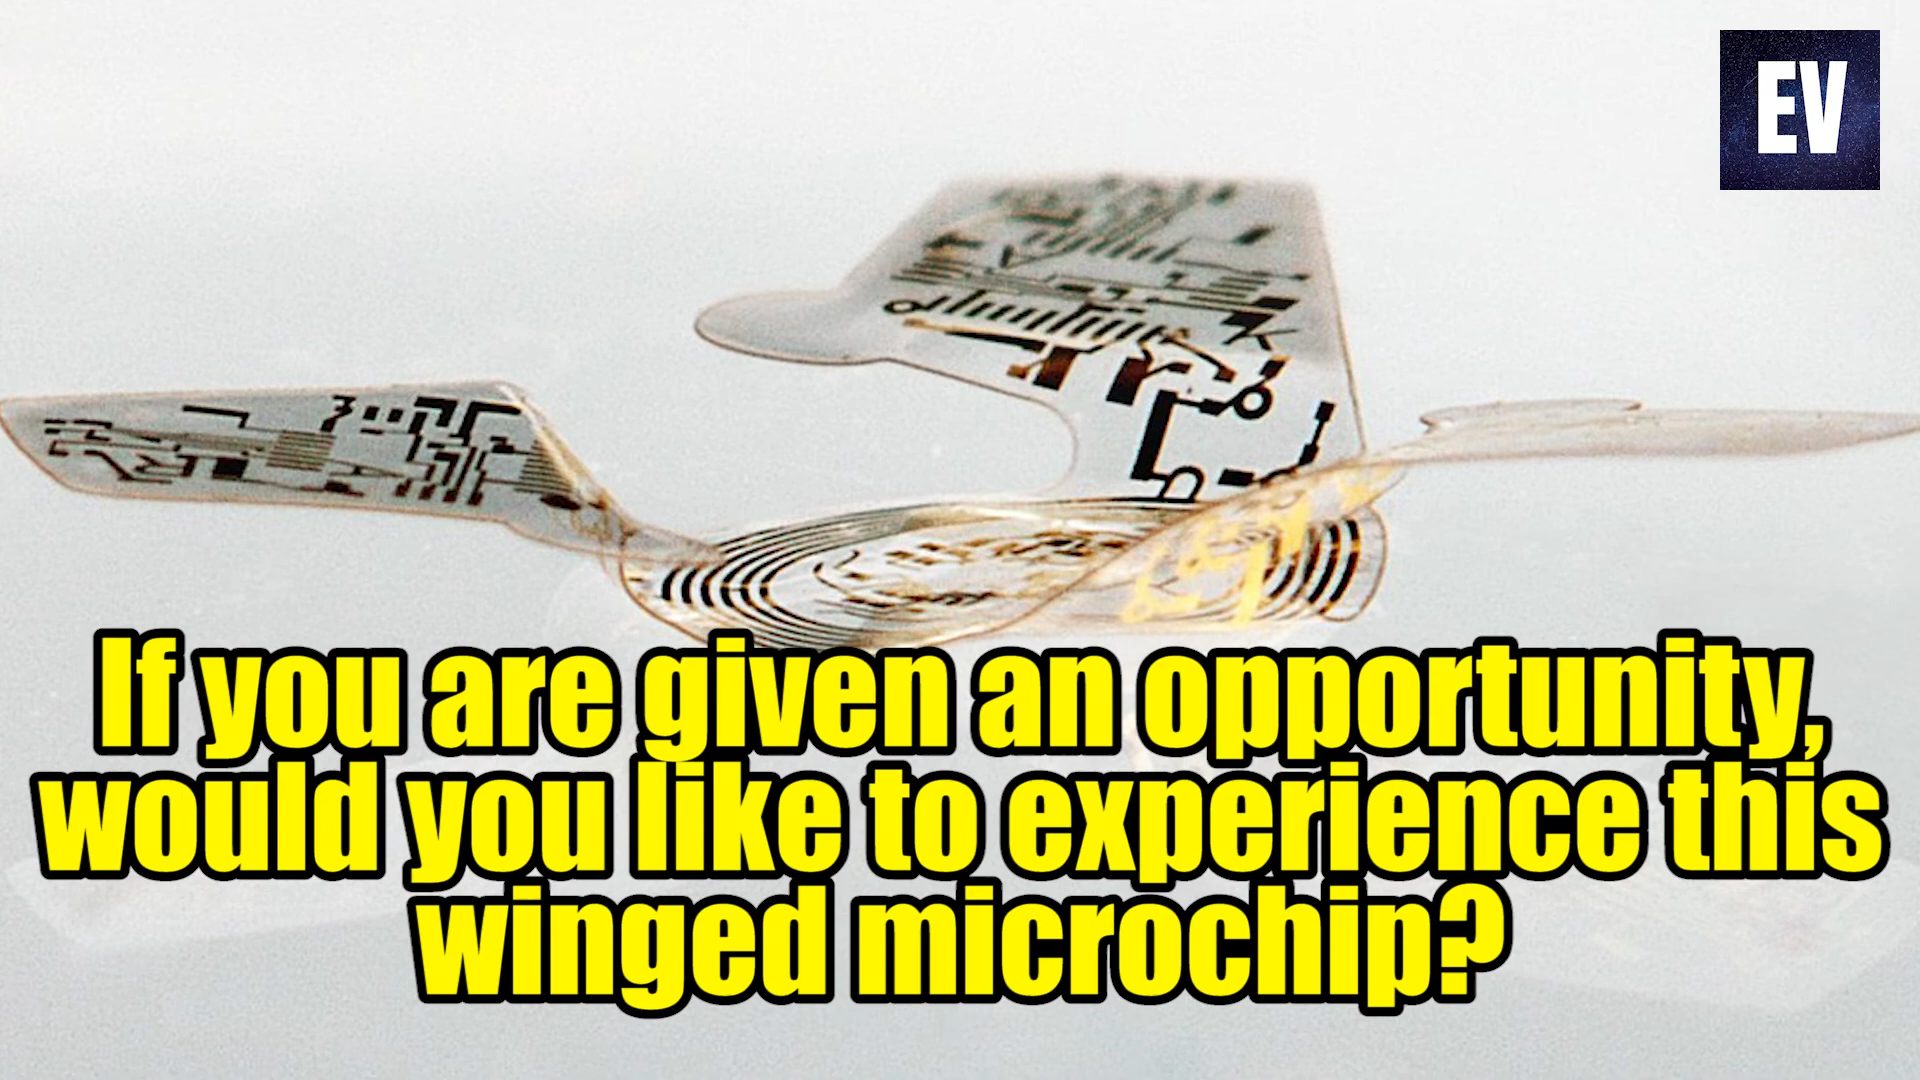 EV
If you are given an opportunity,
would you like to experience this
winged microchip?